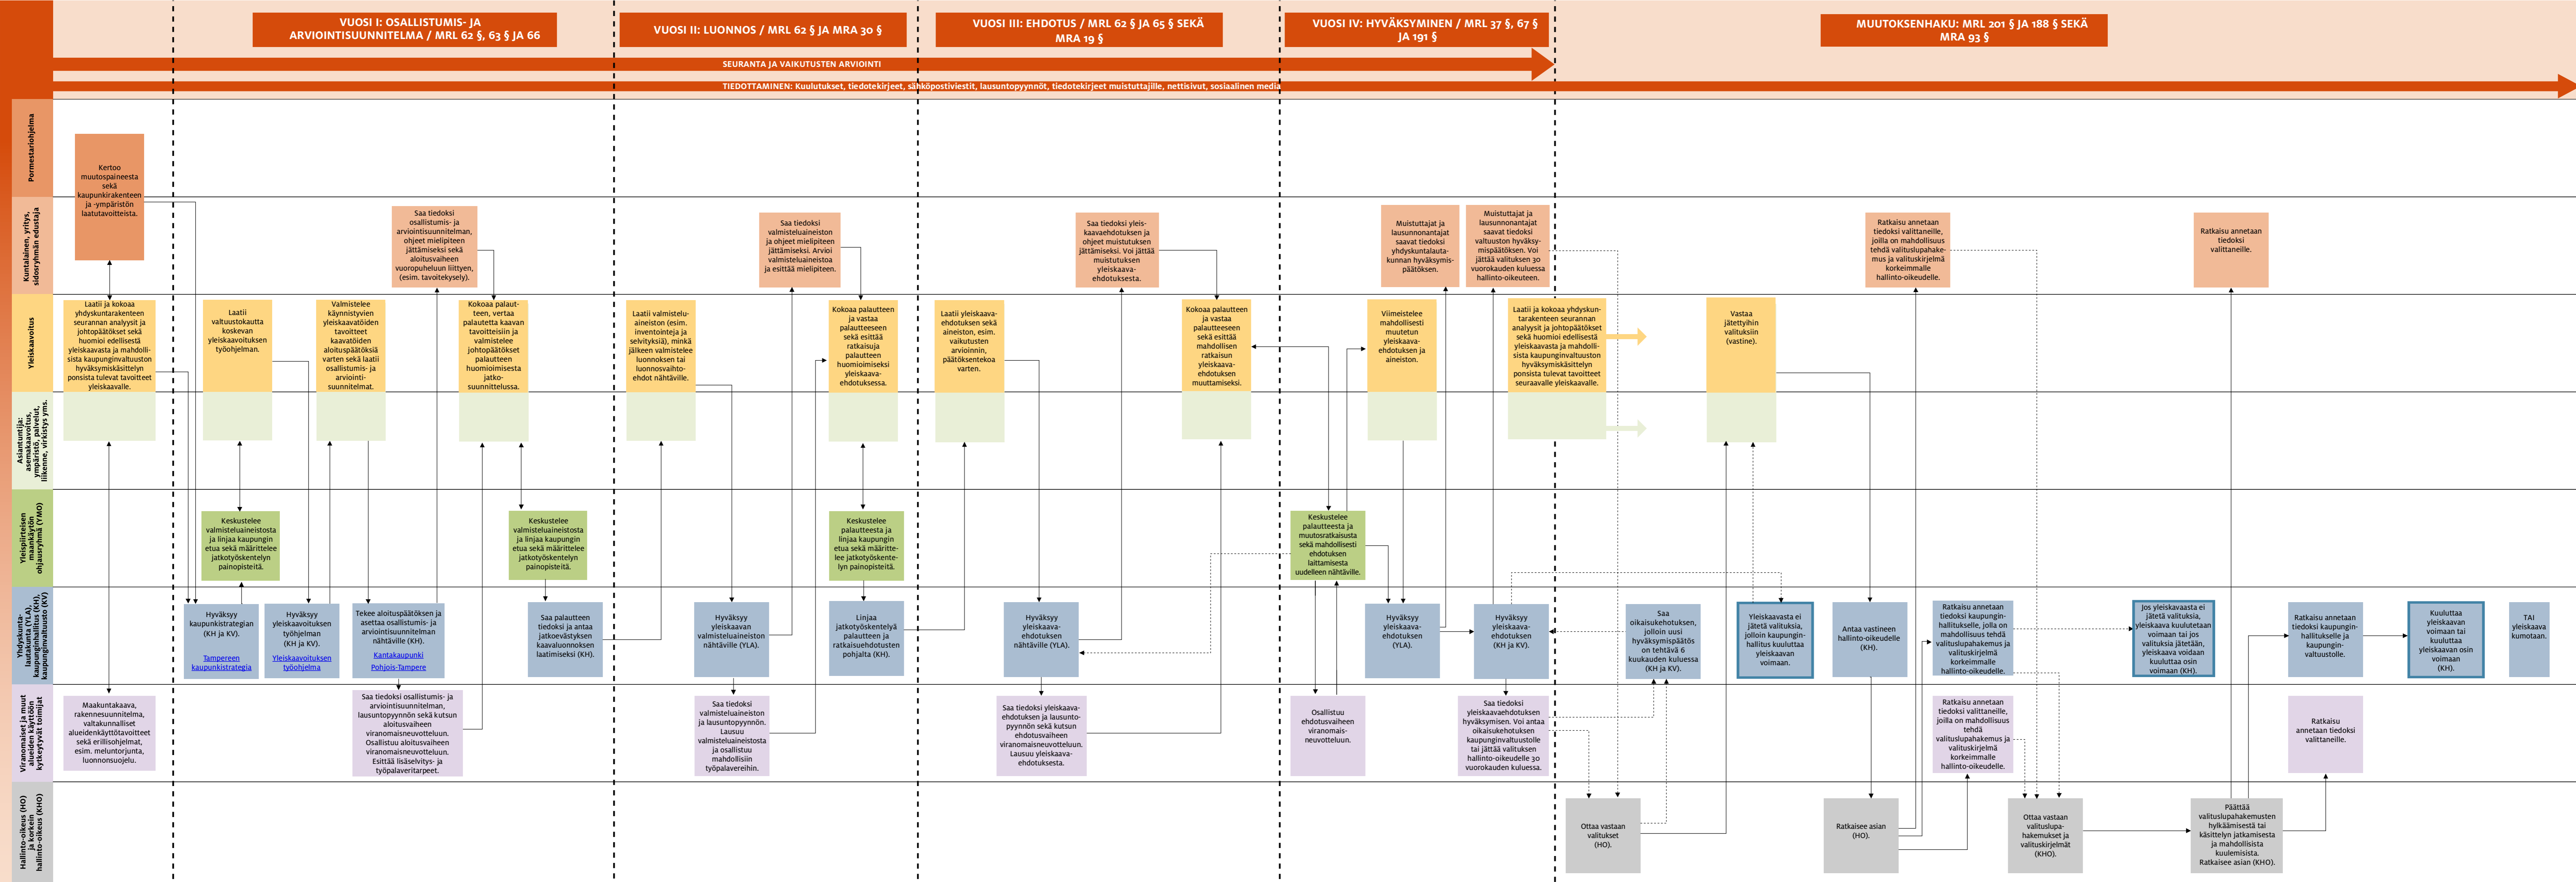 VUOSI I: OSALLISTUMIS- JA
ARVIOINTISUUNNITELMA / MRL 62 §, 63 § JA 66
VUOSI II: LUONNOS / MRL 62 § JA MRA 30 §
VUOSI III: EHDOTUS / MRL 62 § JA 65 § SEKÄ
MRA 19 §
VUOSI IV: HYVÄKSYMINEN / MRL 37 §, 67 §
JA 191 §
MUUTOKSENHAKU: MRL 201 § JA 188 § SEKÄ
MRA 93 §
SEURANTA JA VAIKUTUSTEN ARVIOINTI
TIEDOTTAMINEN: Kuulutukset, tiedotekirjeet, sähköpostiviestit, lausuntopyynnöt, tiedotekirjeet muistuttajille, nettisivut, sosiaalinen media
Pormestariohjelma
Kertoo
muutospaineesta
sekä
kaupunkirakenteen
ja -ympäristön
laatutavoitteista.
Kuntalainen, yritys,
sidosryhmän edustaja
Saa tiedoksi
osallistumis- ja
arviointisuunnitelman,
ohjeet mielipiteen
jättämiseksi sekä
aloitusvaiheen
vuoropuheluun liittyen,
(esim. tavoitekysely).
Saa tiedoksi
valmisteluaineiston
ja ohjeet mielipiteen
jättämiseksi. Arvioi
valmisteluaineistoa
ja esittää mielipiteen.
Saa tiedoksi yleis-
kaavaehdotuksen ja
ohjeet muistutuksen
jättämiseksi. Voi jättää
muistutuksen
yleiskaava-
ehdotuksesta.
Muistuttajat ja
lausunnonantajat
saavat tiedoksi
yhdyskuntalauta-
kunnan hyväksymis-
päätöksen.
Muistuttajat ja
lausunnonantajat
saavat tiedoksi
valtuuston hyväksy-
mispäätöksen. Voi
jättää valituksen 30
vuorokauden kuluessa
hallinto-oikeuteen.
Ratkaisu annetaan
tiedoksi valittaneille,
joilla on mahdollisuus
tehdä valituslupahake-
mus ja valituskirjelmä
korkeimmalle
hallinto-oikeudelle.
Ratkaisu annetaan
tiedoksi
valittaneille.
Yleiskaavoitus
Laatii ja kokoaa
yhdyskuntarakenteen
seurannan analyysit ja
johtopäätökset sekä
huomioi edellisestä
yleiskaavasta ja mahdolli-
sista kaupunginvaltuuston
hyväksymiskäsittelyn
ponsista tulevat tavoitteet
yleiskaavalle.
Laatii
valtuustokautta
koskevan
yleiskaavoituksen
työohjelman.
Valmistelee
käynnistyvien
yleiskaavatöiden
tavoitteet
kaavatöiden
aloituspäätöksiä
varten sekä laatii
osallistumis- ja
arviointi-
suunnitelmat.
Kokoaa palaut-
teen, vertaa
palautetta kaavan
tavoitteisiin ja
valmistelee
johtopäätökset
palautteen
huomioimisesta
jatko-
suunnittelussa.
Laatii valmistelu-
aineiston (esim.
inventointeja ja
selvityksiä), minkä
jälkeen valmistelee
luonnoksen tai
luonnosvaihto-
ehdot nähtäville.
Kokoaa palautteen
ja vastaa
palautteeseen
sekä esittää
ratkaisuja
palautteen
huomioimiseksi
yleiskaava-
ehdotuksessa.
Laatii yleiskaava-
ehdotuksen sekä
aineiston, esim.
vaikutusten
arvioinnin,
päätöksentekoa
varten.
Kokoaa palautteen
ja vastaa
palautteeseen
sekä esittää
mahdollisen
ratkaisun
yleiskaava-
ehdotuksen
muuttamiseksi.
Viimeistelee
mahdollisesti
muutetun
yleiskaava-
ehdotuksen ja
aineiston.
Laatii ja kokoaa yhdyskun-
tarakenteen seurannan
analyysit ja johtopäätökset
sekä huomioi edellisestä
yleiskaavasta ja mahdolli-
sista kaupunginvaltuuston
hyväksymiskäsittelyn
ponsista tulevat tavoitteet
seuraavalle yleiskaavalle.
Vastaa
jätettyihin
valituksiin
(vastine).
Asiantuntija:
asemakaavoitus,
ympäristö, palvelut,
liikenne, virkistys yms.
Yleispiirteisen
maankäytön
ohjausryhmä (YMO)
Keskustelee
valmisteluaineistosta
ja linjaa kaupungin
etua sekä määrittelee
jatkotyöskentelyn
painopisteitä.
Keskustelee
valmisteluaineistosta
ja linjaa kaupungin
etua sekä määrittelee
jatkotyöskentelyn
painopisteitä.
Keskustelee
palautteesta ja
linjaa kaupungin
etua sekä määritte-
lee jatkotyöskente-
lyn painopisteitä.
Keskustelee
palautteesta ja
muutosratkaisusta
sekä mahdollisesti
ehdotuksen
laittamisesta
uudelleen nähtäville.
Yhdyskunta-
lautakunta (YLA),
kaupunginhallitus (KH),
kaupunginvaltuusto (KV)
Hyväksyy
kaupunkistrategian
(KH ja KV).
Tampereen
kaupunkistrategia
Hyväksyy
yleiskaavoituksen
työhjelman
(KH ja KV).
Yleiskaavoituksen
työohjelma
Tekee aloituspäätöksen ja
asettaa osallistumis- ja
arviointisuunnitelman
nähtäville (KH).
Kantakaupunki
Pohjois-Tampere
Saa palautteen
tiedoksi ja antaa
jatkoevästyksen
kaavaluonnoksen
laatimiseksi (KH).
Hyväksyy
yleiskaavan
valmisteluaineiston
nähtäville (YLA).
Linjaa
jatkotyöskentelyä
palautteen ja
ratkaisuehdotusten
pohjalta (KH).
Hyväksyy
yleiskaava-
ehdotuksen
nähtäville (YLA).
Hyväksyy
yleiskaava-
ehdotuksen
(YLA).
Hyväksyy
yleiskaava-
ehdotuksen
(KH ja KV).
Saa
oikaisukehotuksen,
jolloin uusi
hyväksymispäätös
on tehtävä 6
kuukauden kuluessa
(KH ja KV).
Yleiskaavasta ei
jätetä valituksia,
jolloin kaupungin-
hallitus kuuluttaa
yleiskaavan
voimaan.
Antaa vastineen
hallinto-oikeudelle
(KH).
Ratkaisu annetaan
tiedoksi kaupungin-
hallitukselle, jolla on
mahdollisuus tehdä
valituslupahakemus ja
valituskirjelmä
korkeimmalle
hallinto-oikeudelle.
Jos yleiskavaasta ei
jätetä valituksia,
yleiskaava kuulutetaan
voimaan tai jos
valituksia jätetään,
yleiskaava voidaan
kuuluttaa osin
voimaan (KH).
Ratkaisu annetaan
tiedoksi kaupungin-
hallitukselle ja
kaupungin-
valtuustolle.
Kuuluttaa
yleiskaavan
voimaan tai
kuuluttaa
yleiskaavan osin
voimaan
(KH).
TAI
yleiskaava
kumotaan.
Viranomaiset ja muut
alueiden käyttöön
kytkeytyvät toimijat
Maakuntakaava,
rakennesuunnitelma,
valtakunnalliset
alueidenkäyttötavoitteet
sekä erillisohjelmat,
esim. meluntorjunta,
luonnonsuojelu.
Saa tiedoksi osallistumis- ja
arviointisuunnitelman,
lausuntopyynnön sekä kutsun
aloitusvaiheen
viranomaisneuvotteluun.
Osallistuu aloitusvaiheen
viranomaisneuvotteluun.
Esittää lisäselvitys- ja
työpalaveritarpeet.
Saa tiedoksi
valmisteluaineiston
ja lausuntopyynnön.
Lausuu
valmisteluaineistosta
ja osallistuu
mahdollisiin
työpalavereihin.
Saa tiedoksi yleiskaava-
ehdotuksen ja lausunto-
pyynnön sekä kutsun
ehdotusvaiheen
viranomaisneuvotteluun.
Lausuu yleiskaava-
ehdotuksesta.
Osallistuu
ehdotusvaiheen
viranomais-
neuvotteluun.
Saa tiedoksi
yleiskaavaehdotuksen
hyväksymisen. Voi antaa
oikaisukehotuksen
kaupunginvaltuustolle
tai jättää valituksen
hallinto-oikeudelle 30
vuorokauden kuluessa.
Ratkaisu annetaan
tiedoksi valittaneille,
joilla on mahdollisuus
tehdä
valituslupahakemus ja
valituskirjelmä
korkeimmalle
hallinto-oikeudelle.
Ratkaisu
annetaan tiedoksi
valittaneille.
Hallinto-oikeus (HO)
ja korkein
hallinto-oikeus (KHO)
Ottaa vastaan
valitukset
(HO).
Ratkaisee asian
(HO).
Ottaa vastaan
valituslupa-
hakemukset ja
valituskirjelmät
(KHO).
Päättää
valituslupahakemusten
hylkäämisestä tai
käsittelyn jatkamisesta
ja mahdollisista
kuulemisista.
Ratkaisee asian (KHO).